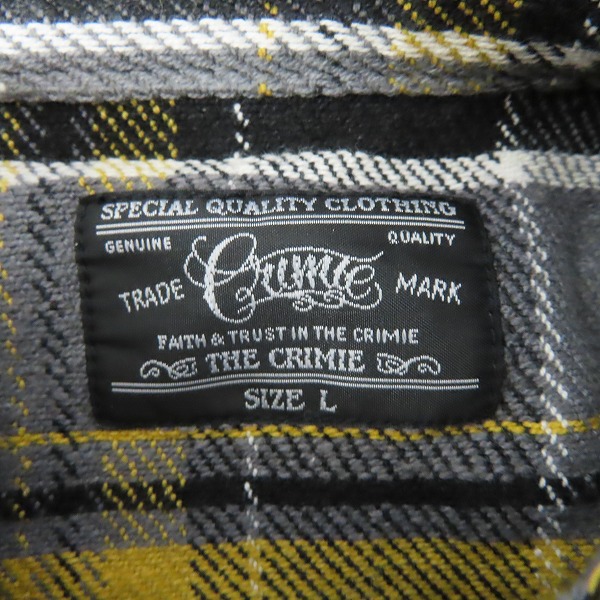 SPECIAL QUALITY CLOTHING
GENUINE QUALITY
Crimie
TRADE MARK
FAITH & TRUST IN THE CRIMIE
THE CRIMIE
SIZE L